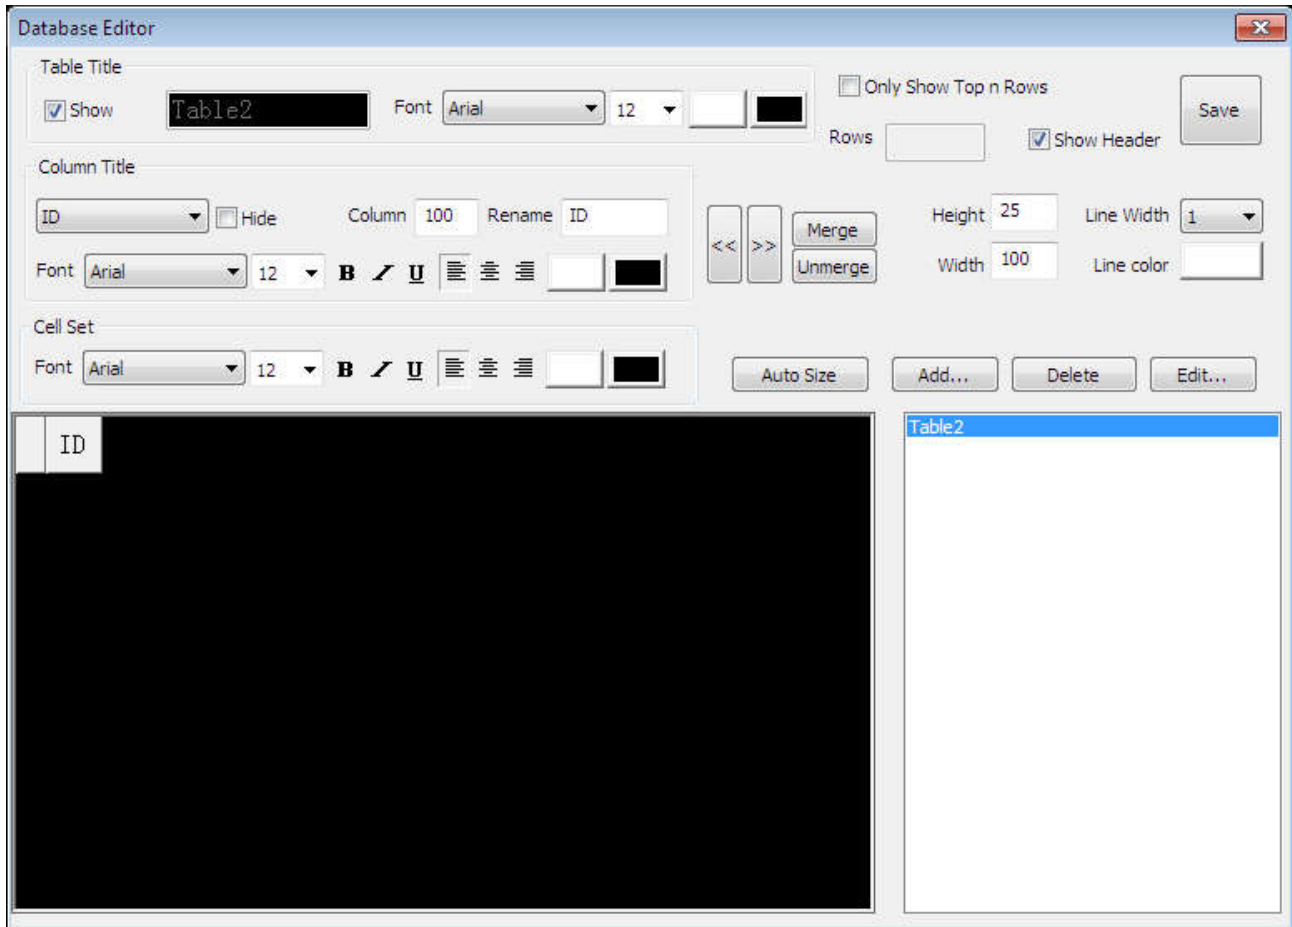 Database Editor
Table Title
Show Table2 Font Arial 12
Only Show Top n Rows
Rows
Show Header
Save
Column Title
ID Hide Column 100 Rename ID
Font Arial 12 B I U
<< >> Merge
Unmerge
Height 25 Line Width 1
Width 100 Line color
Cell Set
Font Arial 12 B I U
Auto Size Add... Delete Edit...
ID
Table2